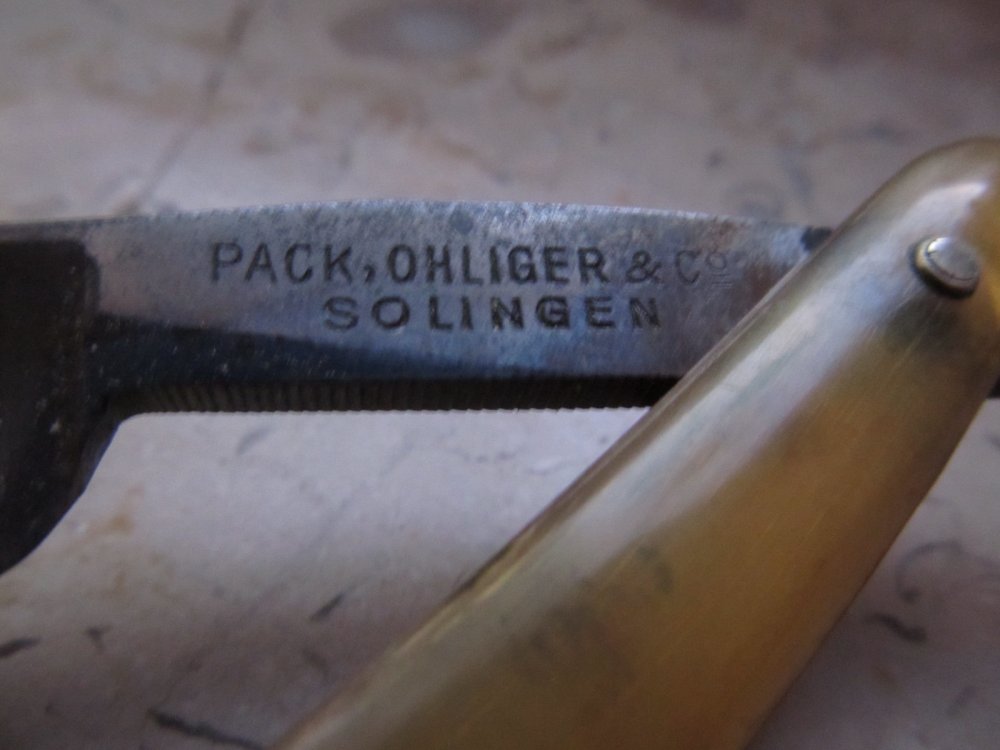 PACK, OHLIGER & Cº
SOLINGEN